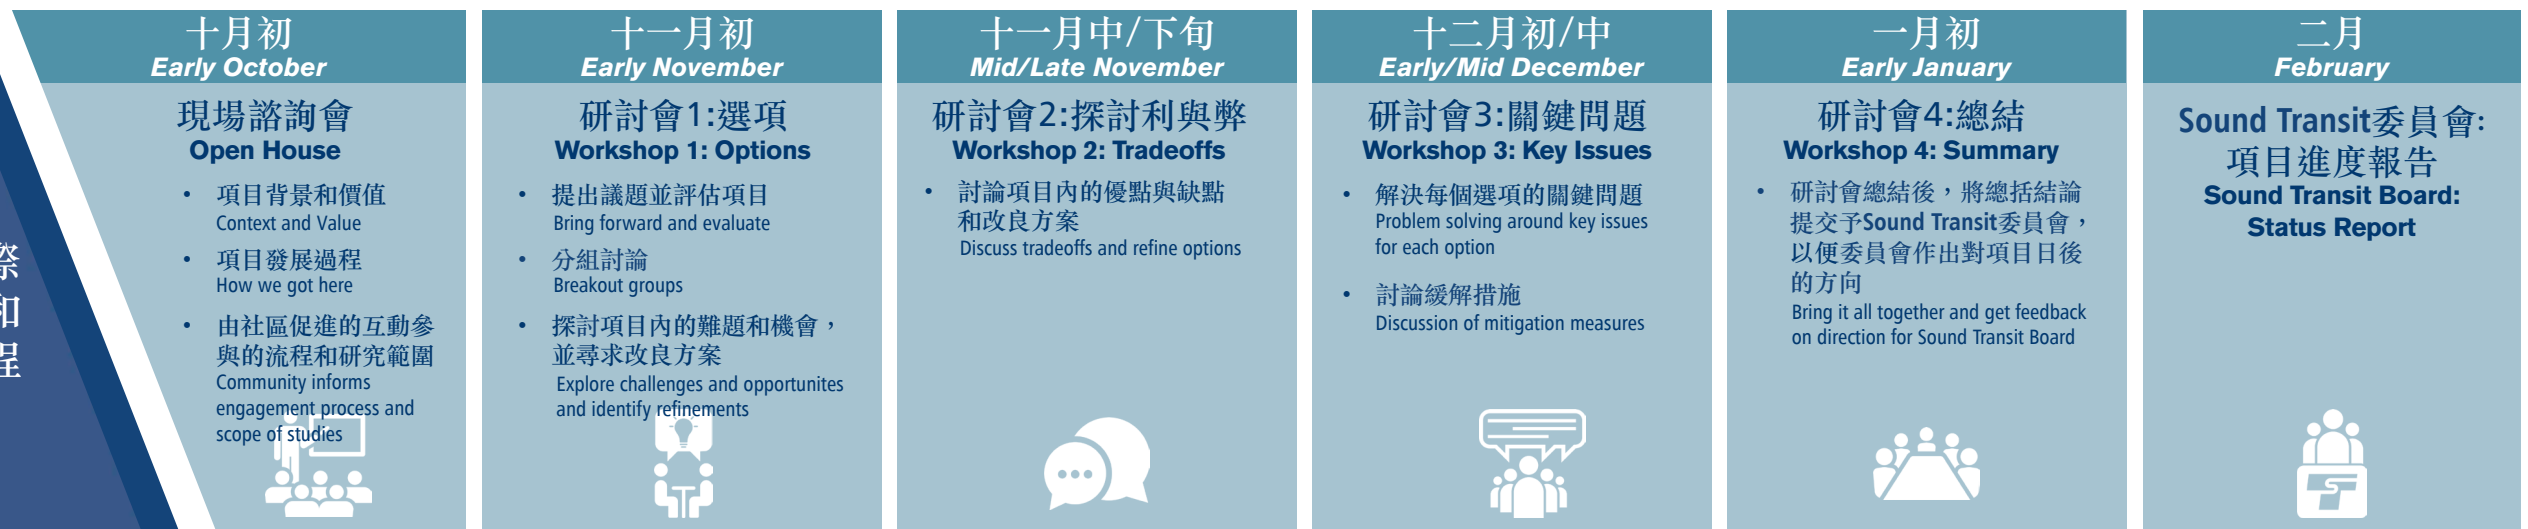 際
和
程
十月初
Early October
現場諮詢會
Open House
• 項目背景和價值
Context and Value
• 項目發展過程
How we got here
• 由社區促進的互動參
與的流程和研究範圍
Community informs
engagement process and
scope of studies
十一月初
Early November
研討會1:選項
Workshop 1: Options
• 提出議題並評估項目
Bring forward and evaluate
• 分組討論
Breakout groups
• 探討項目內的難題和機會，
並尋求改良方案
Explore challenges and opportunites
and identify refinements
十一月中/下旬
Mid/Late November
研討會2:探討利與弊
Workshop 2: Tradeoffs
• 討論項目內的優點與缺點
和改良方案
Discuss tradeoffs and refine options
十二月初/中
Early/Mid December
研討會3:關鍵問題
Workshop 3: Key Issues
• 解決每個選項的關鍵問題
Problem solving around key issues
for each option
• 討論緩解措施
Discussion of mitigation measures
一月初
Early January
研討會4:總結
Workshop 4: Summary
• 研討會總結後，將總括結論
提交予Sound Transit委員會，
以便委員會作出對項目日後
的方向
Bring it all together and get feedback
on direction for Sound Transit Board
二月
February
Sound Transit委員會:
項目進度報告
Sound Transit Board:
Status Report